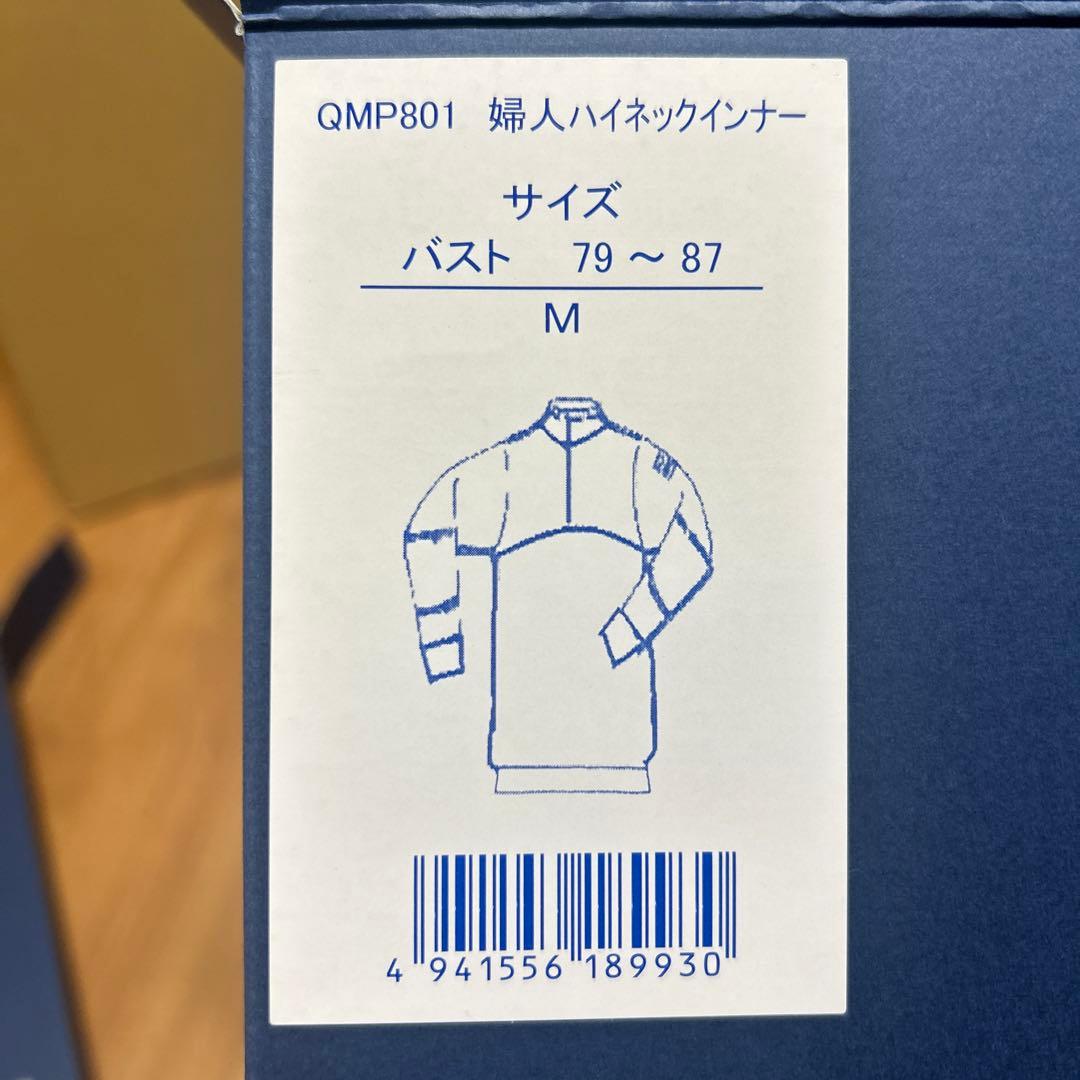 QMP801 婦人ハイネックインナー
サイズ
バスト 79 ～ 87
M
4 941556 189930